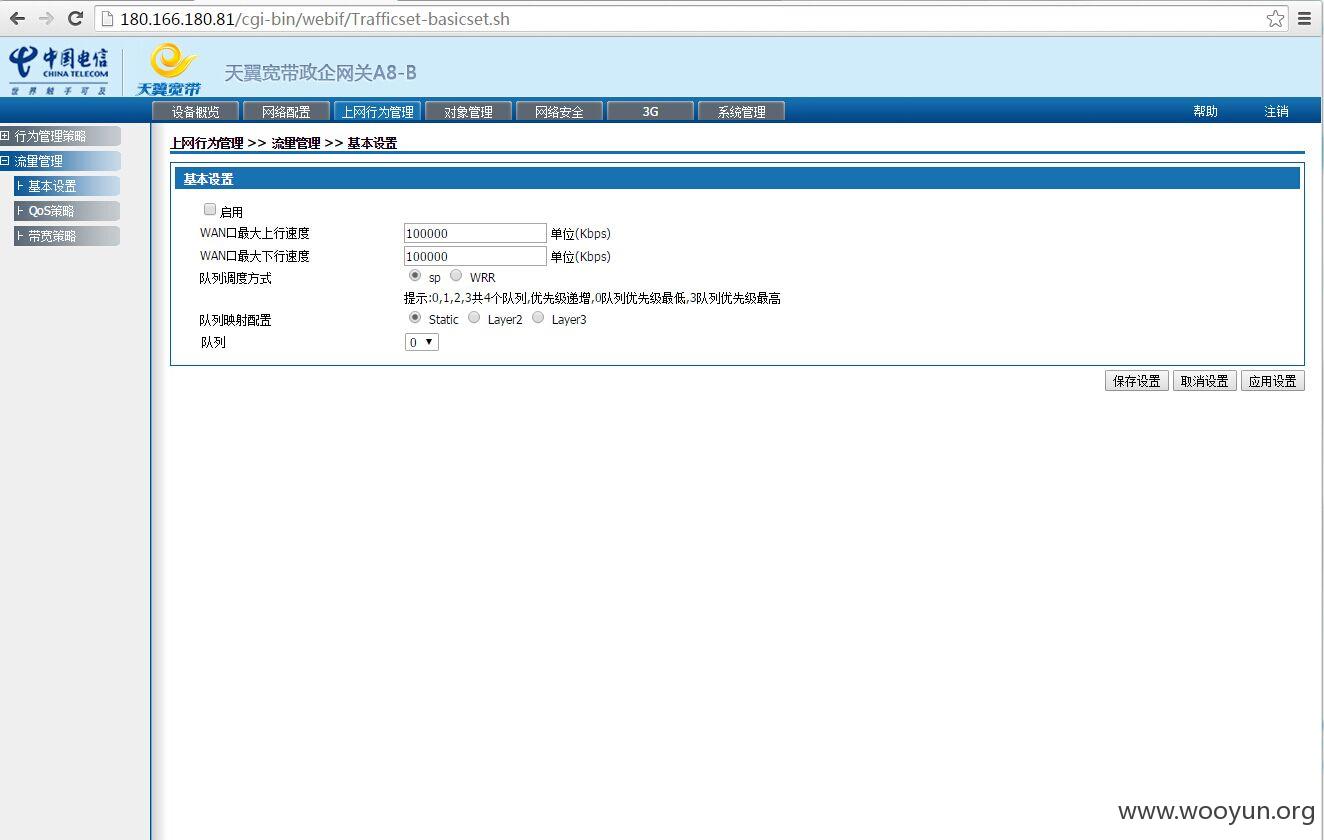 180.166.180.81/cgi-bin/webif/Trafficset-basicset.sh
中国电信
CHINA TELECOM
世界触手可及
天翼宽带
天翼宽带政企网关A8-B
设备概览 网络配置 上网行为管理 对象管理 网络安全 3G 系统管理 帮助 注销
行为管理策略
流量管理
基本设置
QoS策略
带宽策略
上网行为管理 >> 流量管理 >> 基本设置
基本设置
启用
WAN口最大上行速度 100000 单位(Kbps)
WAN口最大下行速度 100000 单位(Kbps)
队列调度方式 sp WRR
提示:0,1,2,3共4个队列,优先级递增,0队列优先级最低,3队列优先级最高
队列映射配置 Static Layer2 Layer3
队列 0
保存设置 取消设置 应用设置
www.wooyun.org